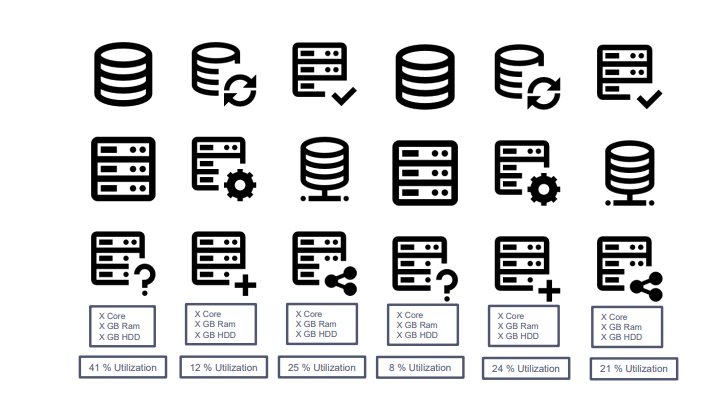 X Core
X GB Ram
X GB HDD
X Core
X GB Ram
X GB HDD
X Core
X GB Ram
X GB HDD
X Core
X GB Ram
X GB HDD
X Core
X GB Ram
X GB HDD
X Core
X GB Ram
X GB HDD
41 % Utilization
12 % Utilization
25 % Utilization
8 % Utilization
24 % Utilization
21 % Utilization